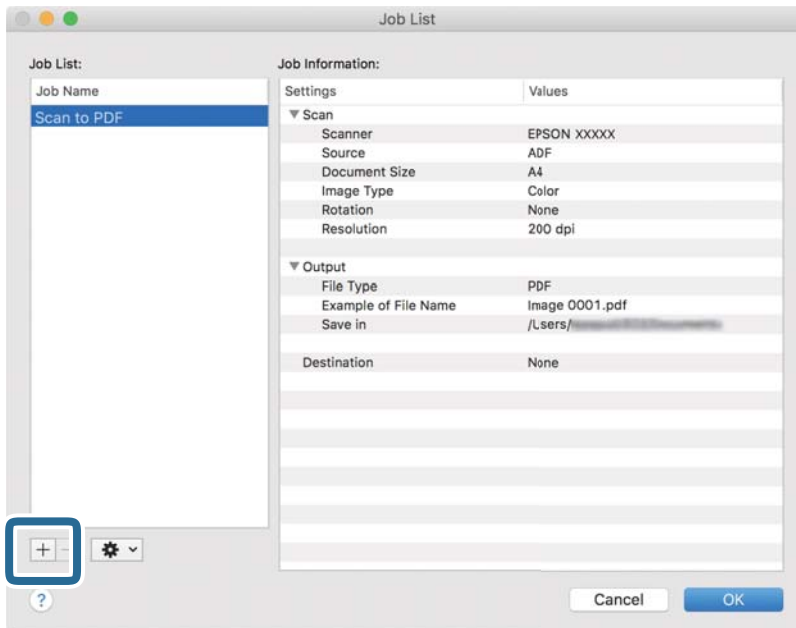 Job List
Job List:
Job Information:
Job Name
Settings Values
Scan to PDF
Scan
Scanner EPSON XXXXX
Source ADF
Document Size A4
Image Type Color
Rotation None
Resolution 200 dpi
Output
File Type PDF
Example of File Name Image 0001.pdf
Save in /Users/
Destination None
+ -
?
Cancel OK